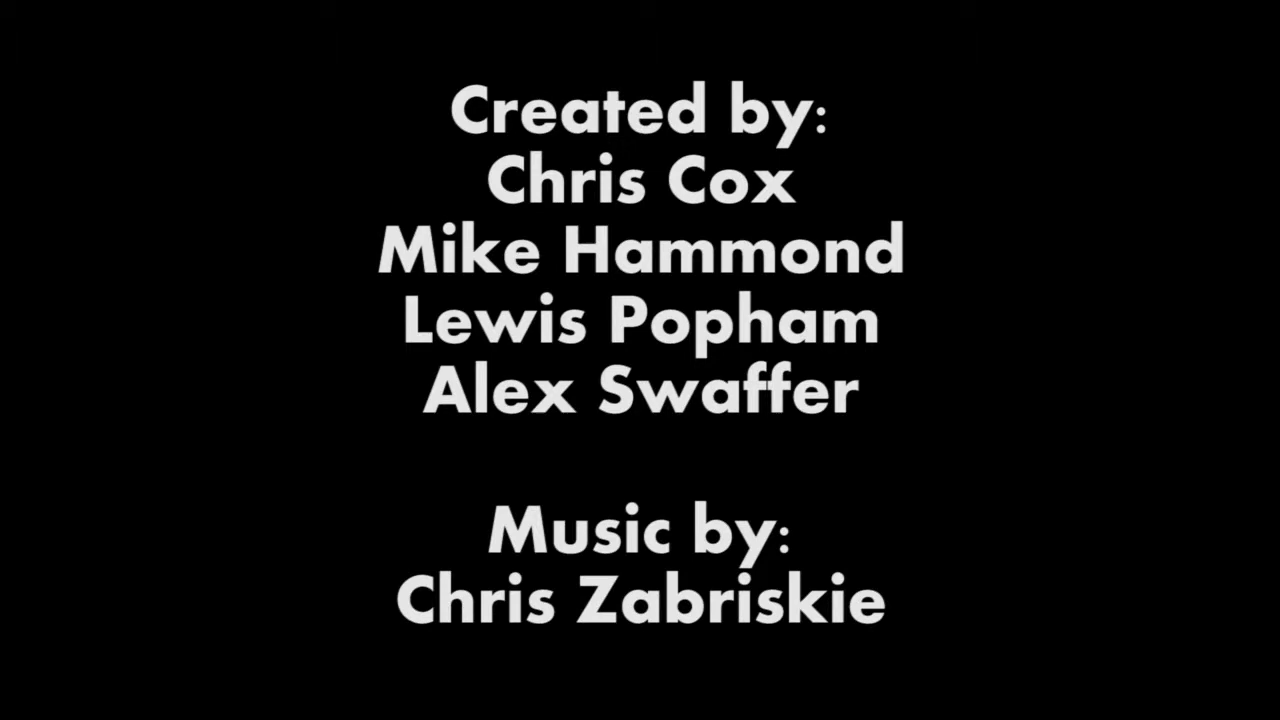 Created by:
Chris Cox
Mike Hammond
Lewis Popham
Alex Swaffer
Music by:
Chris Zabriskie